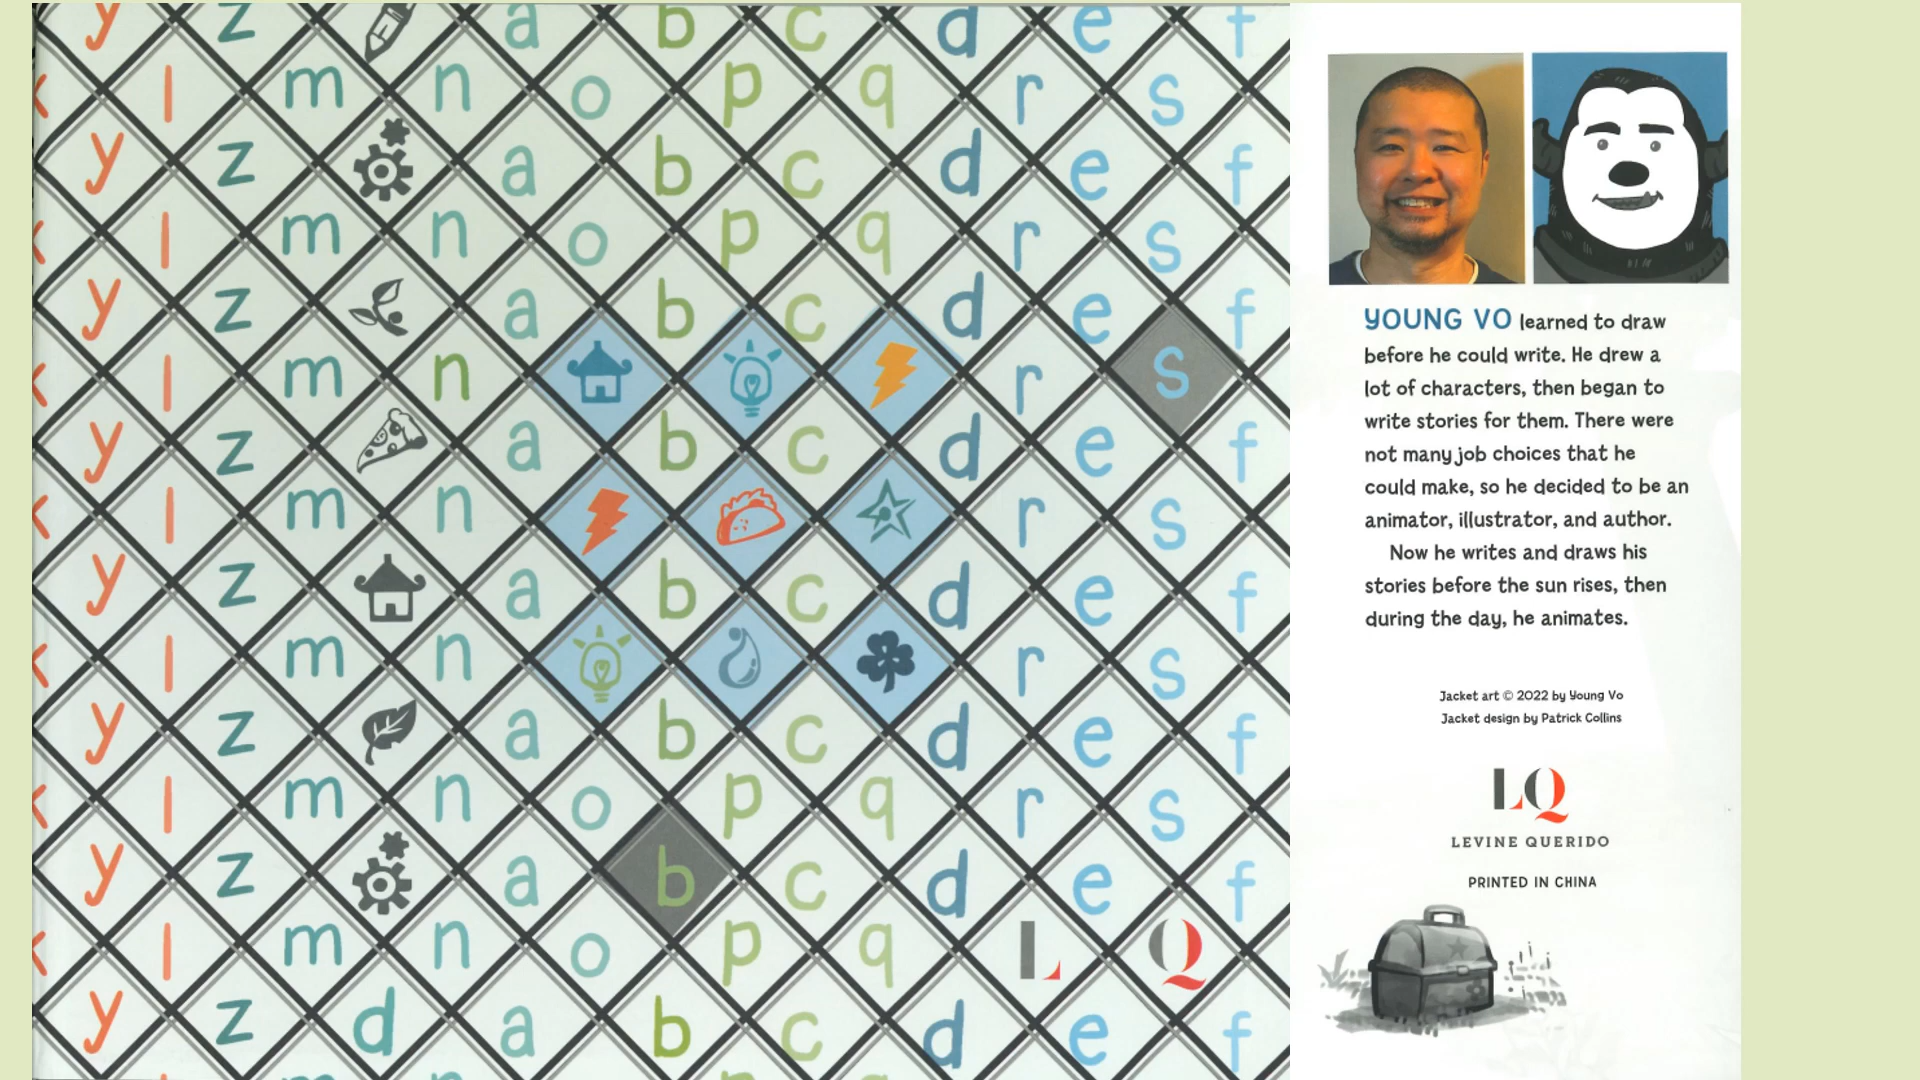 y z a b c d e f
l m n o p q r s
y z a b c d e f
l m n o p q r s
y z a b c d e f
l m n r s
y z a b c d e f
l m n r s
y z a b c d e f
l m n r s
y z a b c d e f
l m n o p q r s
y z a b c d e f
l m n o p q L Q
y z d a b c d e f
YOUNG VO learned to draw
before he could write. He drew a
lot of characters, then began to
write stories for them. There were
not many job choices that he
could make, so he decided to be an
animator, illustrator, and author.
Now he writes and draws his
stories before the sun rises, then
during the day, he animates.
Jacket art © 2022 by Young Vo
Jacket design by Patrick Collins
LQ
LEVINE QUERIDO
PRINTED IN CHINA